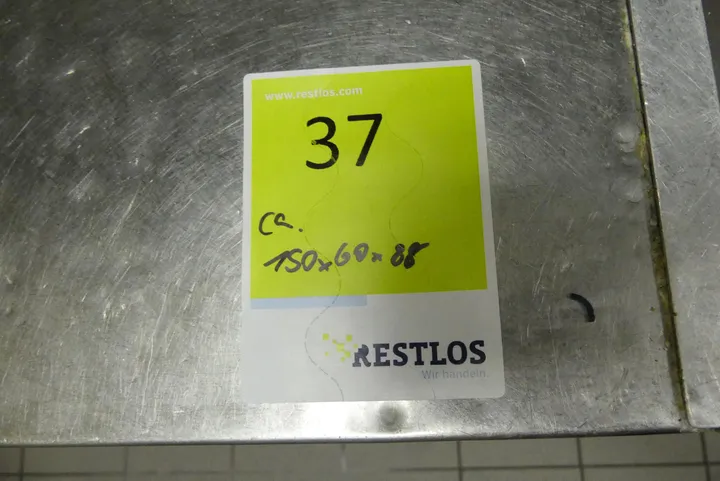 www.restlos.com
37
ca.
150x60x88
RESTLOS
Wir handeln.